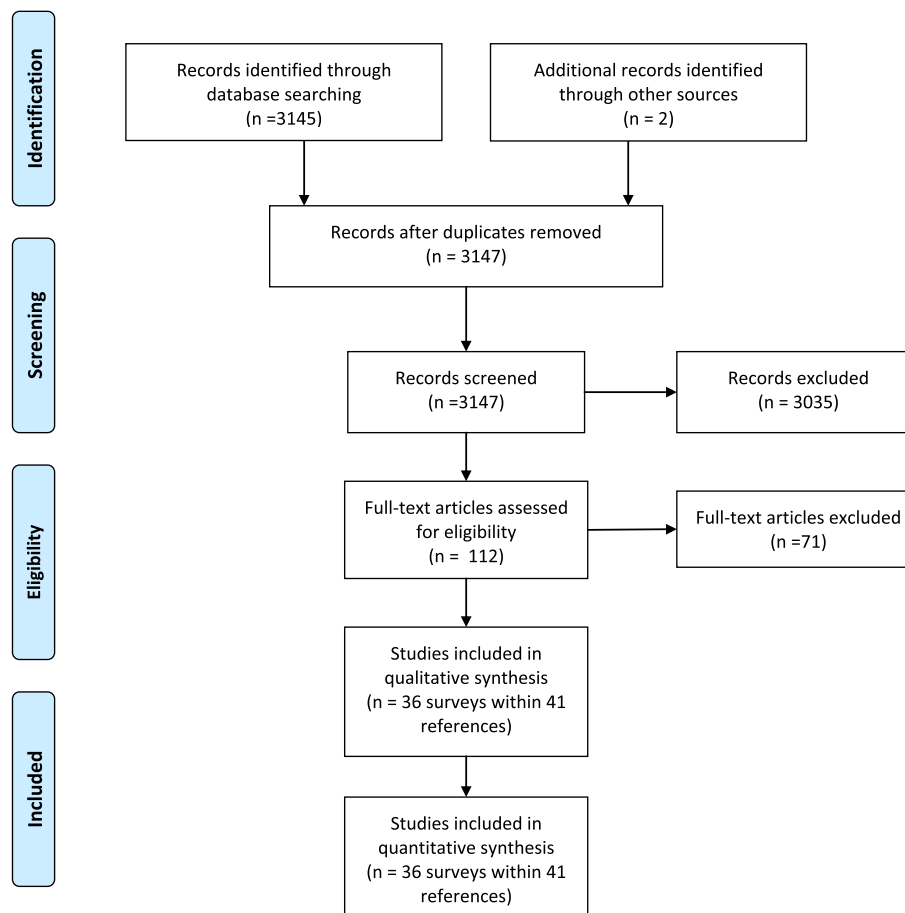 Identification
Records identified through
database searching
(n =3145)
Additional records identified
through other sources
(n = 2)
Records after duplicates removed
(n = 3147)
Screening
Records screened
(n =3147)
Records excluded
(n = 3035)
Eligibility
Full-text articles assessed
for eligibility
(n =  112)
Full-text articles excluded
(n =71)
Studies included in
qualitative synthesis
(n = 36 surveys within 41
references)
Included
Studies included in
quantitative synthesis
(n = 36 surveys within 41
references)